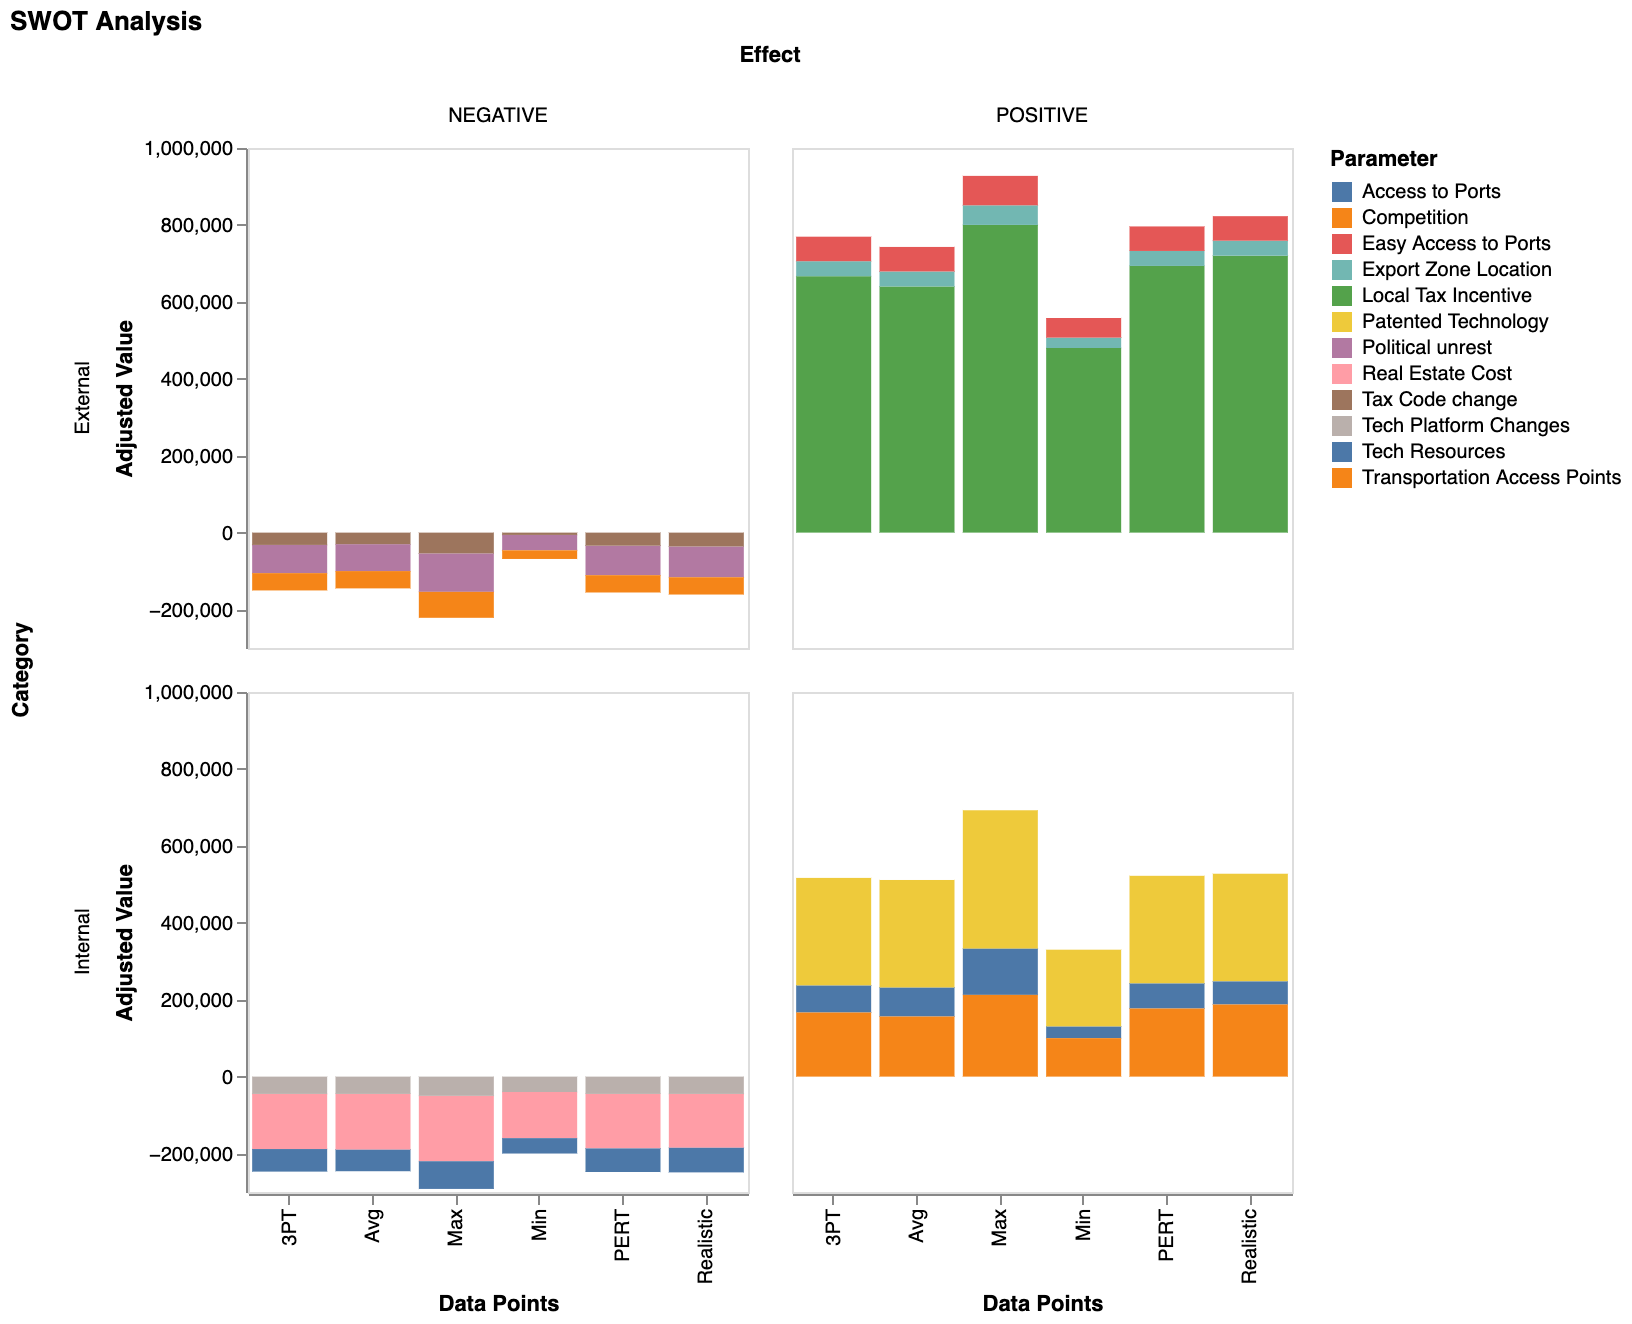 SWOT Analysis
Effect
NEGATIVE
POSITIVE
Category
External
Adjusted Value
1,000,000
800,000
600,000
400,000
200,000
0
−200,000
Internal
Adjusted Value
1,000,000
800,000
600,000
400,000
200,000
0
−200,000
3PT
Avg
Max
Min
PERT
Realistic
Data Points
3PT
Avg
Max
Min
PERT
Realistic
Data Points
Parameter
Access to Ports
Competition
Easy Access to Ports
Export Zone Location
Local Tax Incentive
Patented Technology
Political unrest
Real Estate Cost
Tax Code change
Tech Platform Changes
Tech Resources
Transportation Access Points